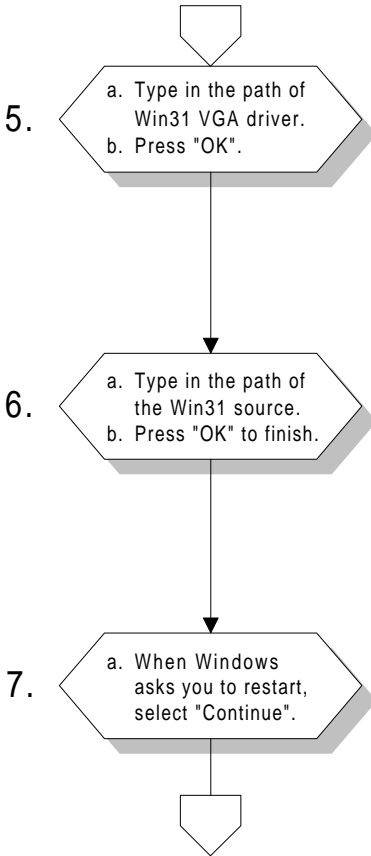 5.
a. Type in the path of
Win31 VGA driver.
b. Press "OK".
6.
a. Type in the path of
the Win31 source.
b. Press "OK" to finish.
7.
a. When Windows
asks you to restart,
select "Continue".